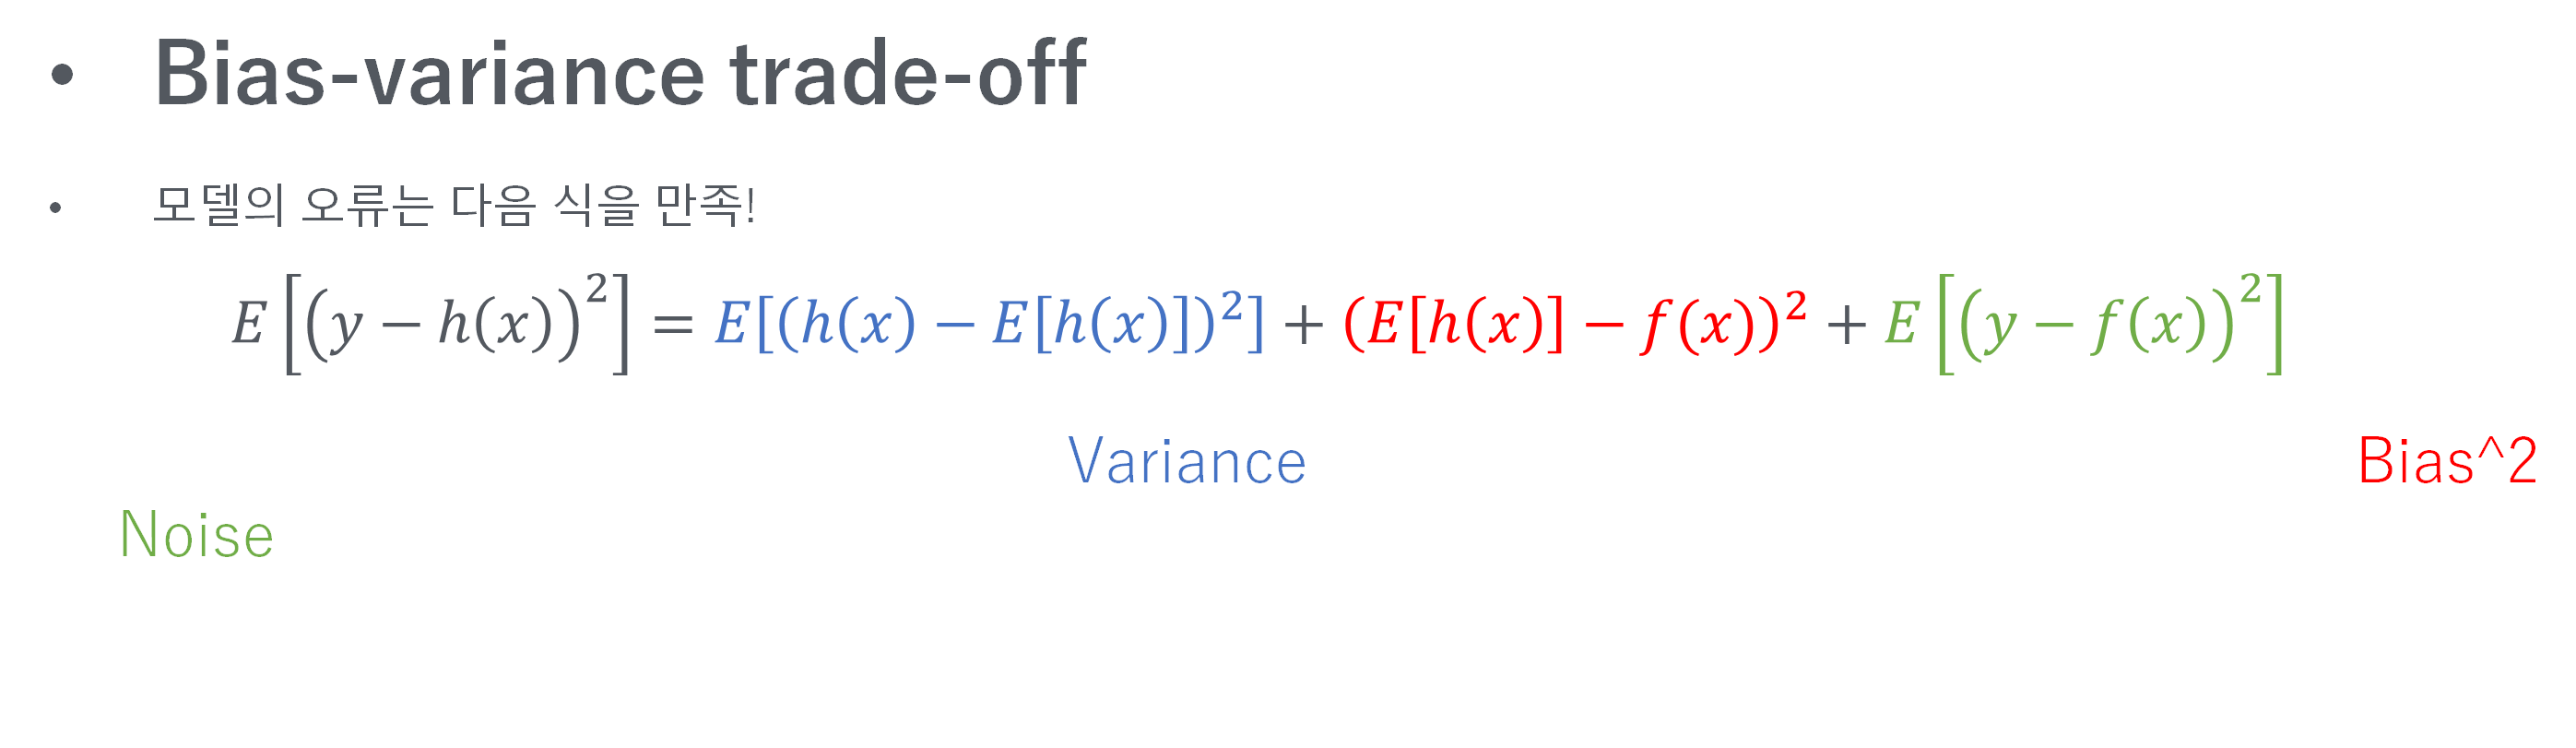 • Bias-variance trade-off
• 모델의 오류는 다음 식을 만족!
E[(y − h(x))²] = E[(h(x) − E[h(x)])²] + (E[h(x)] − f(x))² + E[(y − f(x))²]
Variance Bias^2
Noise